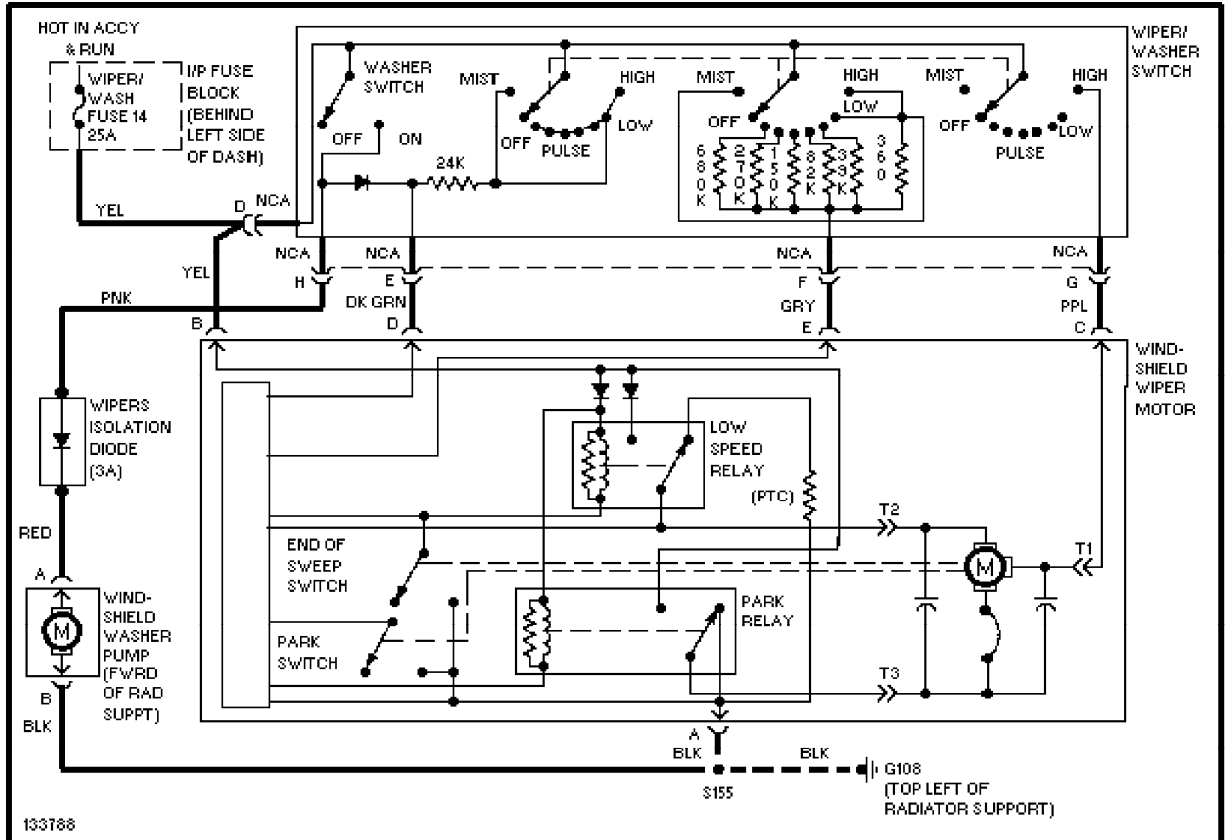 HOT IN ACCY
& RUN
WIPER/
WASH
FUSE 14
25A
I/P FUSE
BLOCK
(BEHIND
LEFT SIDE
OF DASH)
WASHER
SWITCH
OFF
ON
24K
MIST
HIGH
OFF
LOW
PULSE
MIST
HIGH
LOW
OFF
680K
270K
150K
82K
33K
360
MIST
HIGH
OFF
LOW
PULSE
WIPER/
WASHER
SWITCH
YEL
D
NCA
YEL
PNK
NCA
NCA
NCA
NCA
H
E
F
G
DK GRN
GRY
PPL
B
D
E
C
WIND-
SHIELD
WIPER
MOTOR
WIPERS
ISOLATION
DIODE
(3A)
LOW
SPEED
RELAY
(PTC)
RED
T2
END OF
SWEEP
SWITCH
T1
M
A
WIND-
SHIELD
WASHER
PUMP
(FWRD
OF RAD
SUPPT)
M
PARK
RELAY
PARK
SWITCH
T3
B
BLK
A
BLK
BLK
S155
G108
(TOP LEFT OF
RADIATOR SUPPORT)
133788